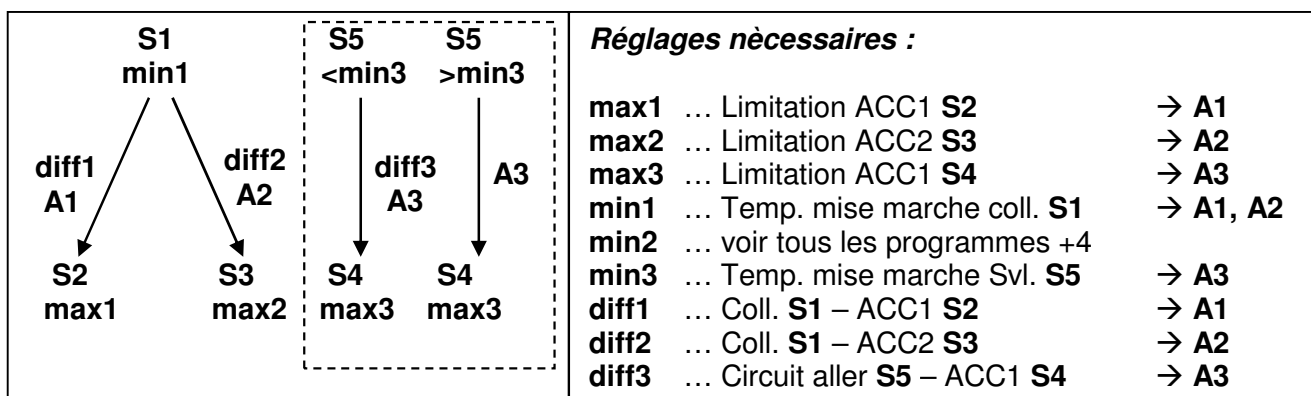 S1 S5 S5
min1 <min3 >min3
diff1 diff2 diff3 A3
A1 A2 A3
S2 S3 S4 S4
max1 max2 max3 max3
Réglages nècessaires :
max1 … Limitation ACC1 S2 → A1
max2 … Limitation ACC2 S3 → A2
max3 … Limitation ACC1 S4 → A3
min1 … Temp. mise marche coll. S1 → A1, A2
min2 … voir tous les programmes +4
min3 … Temp. mise marche Svl. S5 → A3
diff1 … Coll. S1 – ACC1 S2 → A1
diff2 … Coll. S1 – ACC2 S3 → A2
diff3 … Circuit aller S5 – ACC1 S4 → A3